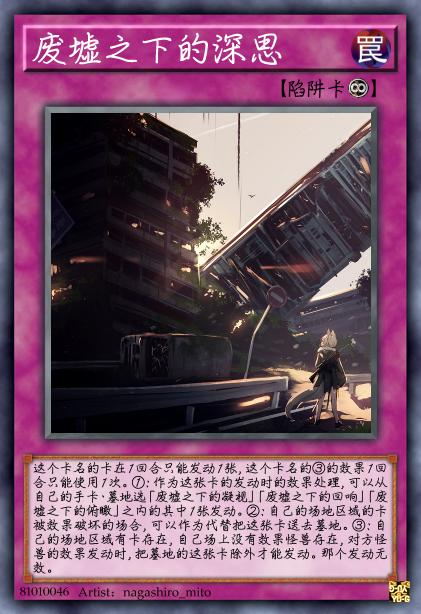 废墟之下的深思
罠
【陷阱卡】
这个卡名的卡在1回合只能发动1张，这个卡名的③的效果1回
合只能使用1次。①：作为这张卡的发动时的效果处理，可以从
自己的手卡·墓地选「废墟之下的凝视」「废墟之下的回响」「废
墟之下的俯瞰」之内的其中1张发动。②：自己的场地区域的卡
被效果破坏的场合，可以作为代替把这张卡送去墓地。③：自
己的场地区域有卡存在，自己场上没有效果怪兽存在，对方怪
兽的效果发动时，把墓地的这张卡除外才能发动。那个发动无
效。
81010046 Artist：nagashiro_mito